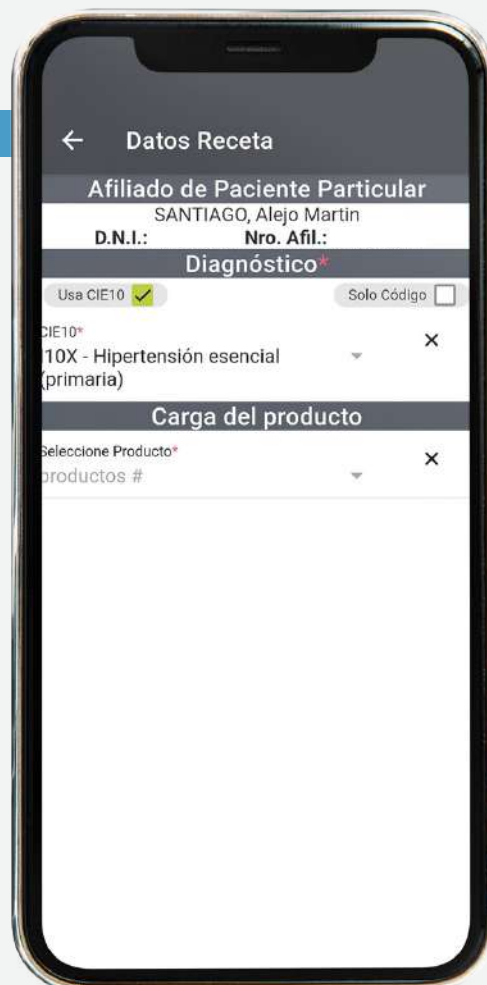 Datos Receta
Afiliado de Paciente Particular
SANTIAGO, Alejo Martin
D.N.I.: Nro. Afil.:
Diagnóstico*
Usa CIE10 Solo Código
CIE10*
I10X - Hipertensión esencial
(primaria)
Carga del producto
Seleccione Producto*
productos #